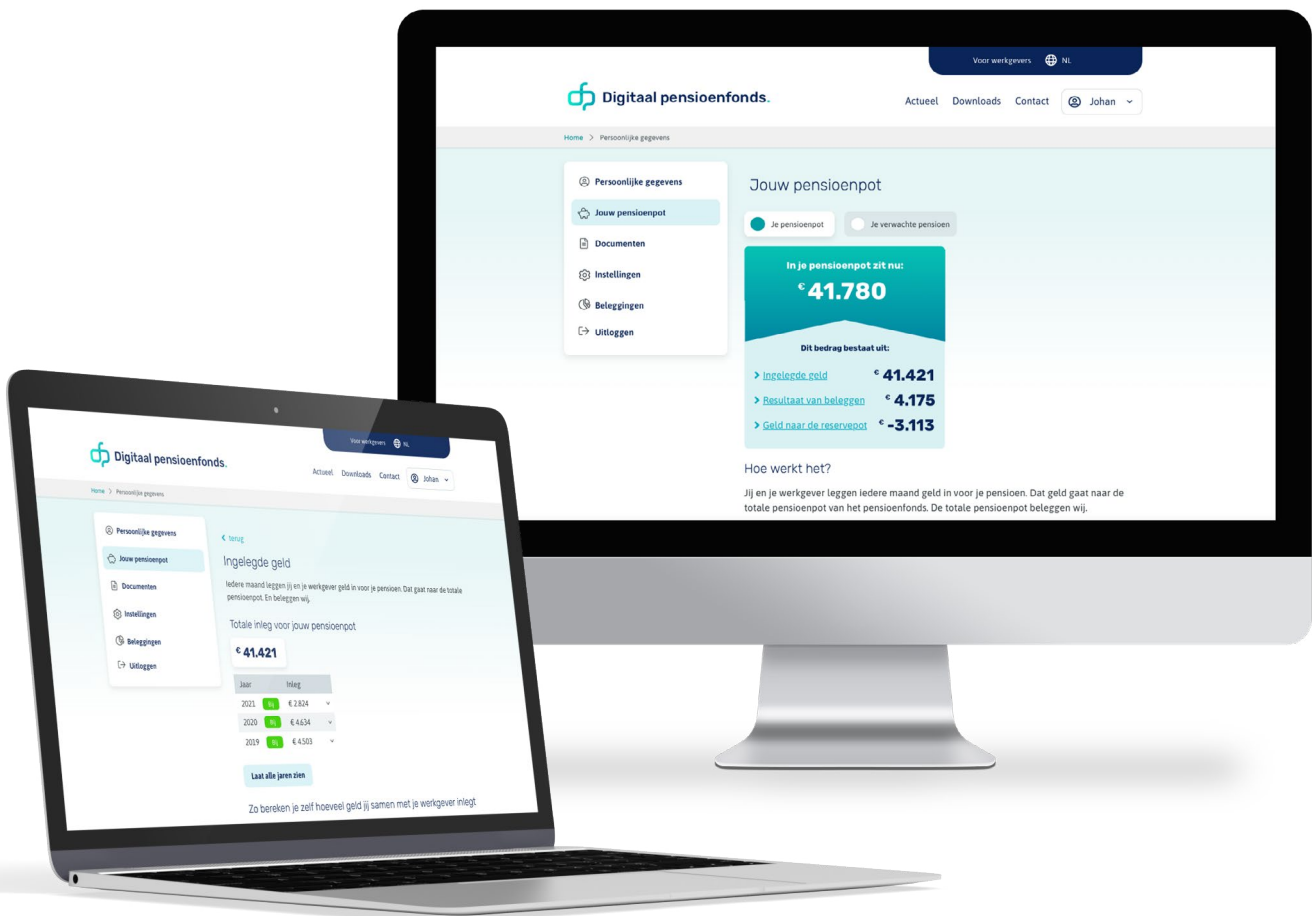 Voor werkgevers NL
Digitaal pensioenfonds.
Actueel Downloads Contact Johan
Home > Persoonlijke gegevens
Persoonlijke gegevens
Jouw pensioenpot
Documenten
Instellingen
Beleggingen
Uitloggen
Jouw pensioenpot
Je pensioenpot Je verwachte pensioen
In je pensioenpot zit nu:
€ 41.780
Dit bedrag bestaat uit:
> Ingelegde geld € 41.421
> Resultaat van beleggen € 4.175
> Geld naar de reservepot € -3.113
Hoe werkt het?
Jij en je werkgever leggen iedere maand geld in voor je pensioen. Dat geld gaat naar de
totale pensioenpot van het pensioenfonds. De totale pensioenpot beleggen wij.
Voor werkgevers NL
Digitaal pensioenfonds.
Actueel Downloads Contact Johan
Home > Persoonlijke gegevens
Persoonlijke gegevens
Jouw pensioenpot
Documenten
Instellingen
Beleggingen
Uitloggen
< terug
Ingelegde geld
Iedere maand leggen jij en je werkgever geld in voor je pensioen. Dat gaat naar de totale
pensioenpot. En beleggen wij.
Totale inleg voor jouw pensioenpot
€ 41.421
Jaar Inleg
2021 Bij € 2.824
2020 Bij € 4.634
2019 Bij € 4.503
Laat alle jaren zien
Zo bereken je zelf hoeveel geld jij samen met je werkgever inlegt